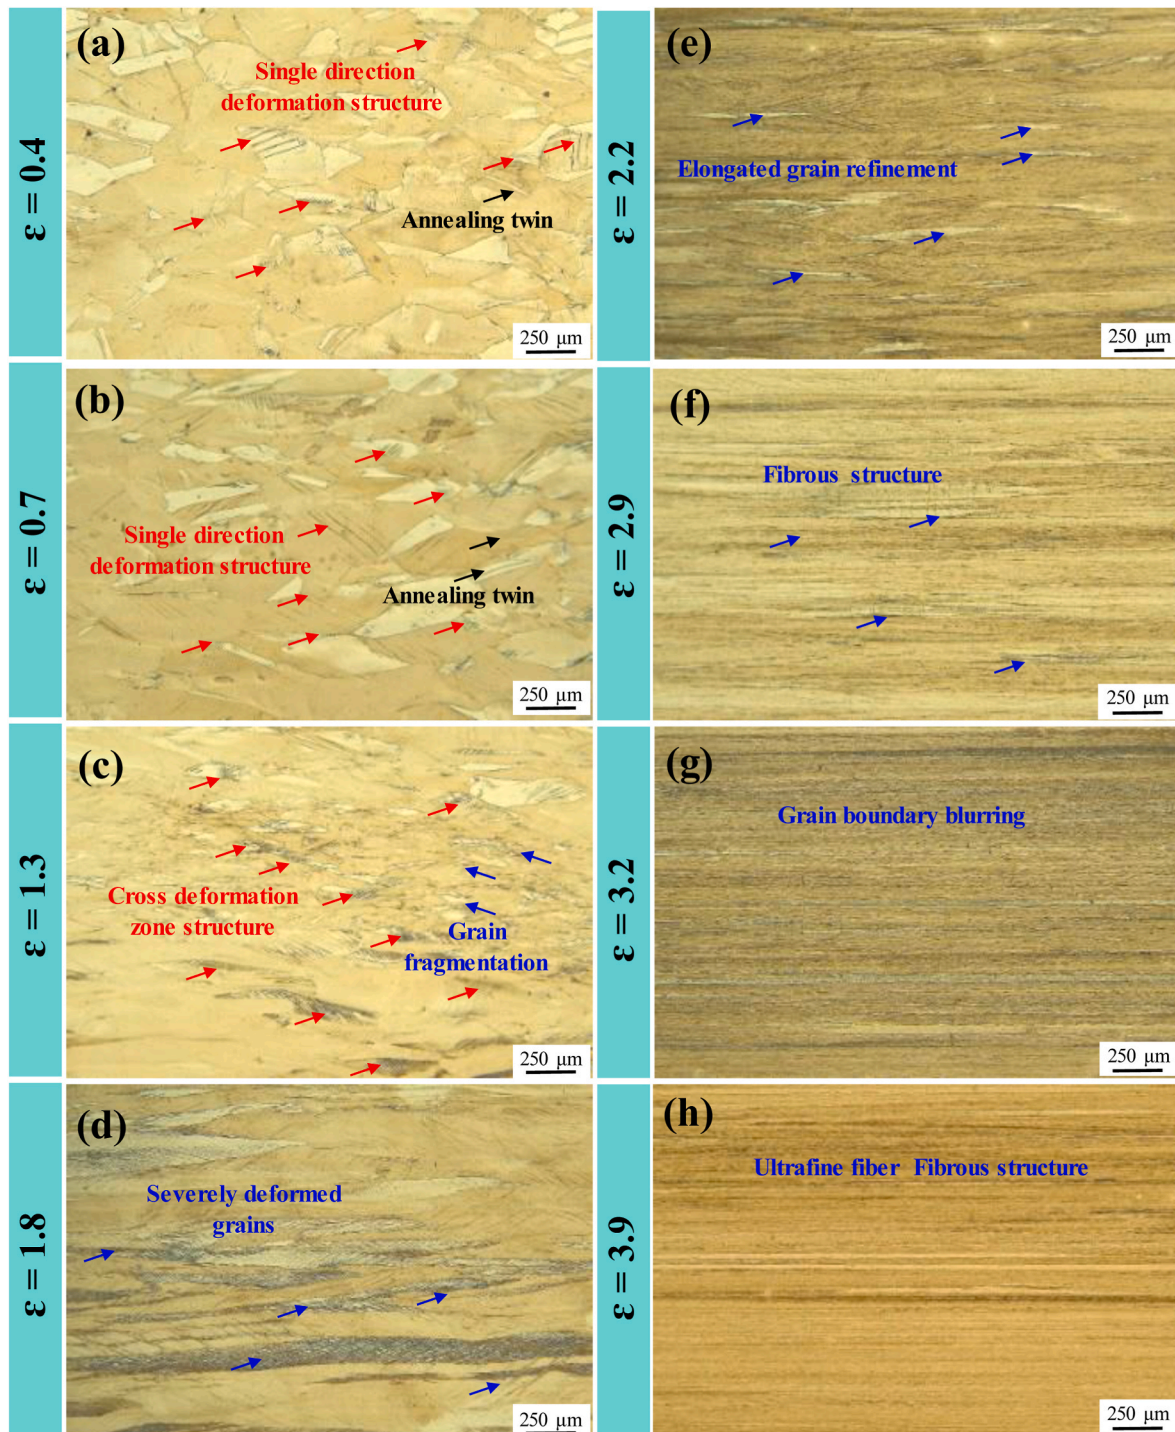 ε = 0.4
(a)
Single direction
deformation structure
Annealing twin
250 μm
ε = 0.7
(b)
Single direction
deformation structure
Annealing twin
250 μm
ε = 1.3
(c)
Cross deformation
zone structure
Grain
fragmentation
250 μm
ε = 1.8
(d)
Severely deformed
grains
250 μm
ε = 2.2
(e)
Elongated grain refinement
250 μm
ε = 2.9
(f)
Fibrous structure
250 μm
ε = 3.2
(g)
Grain boundary blurring
250 μm
ε = 3.9
(h)
Ultrafine fiber Fibrous structure
250 μm